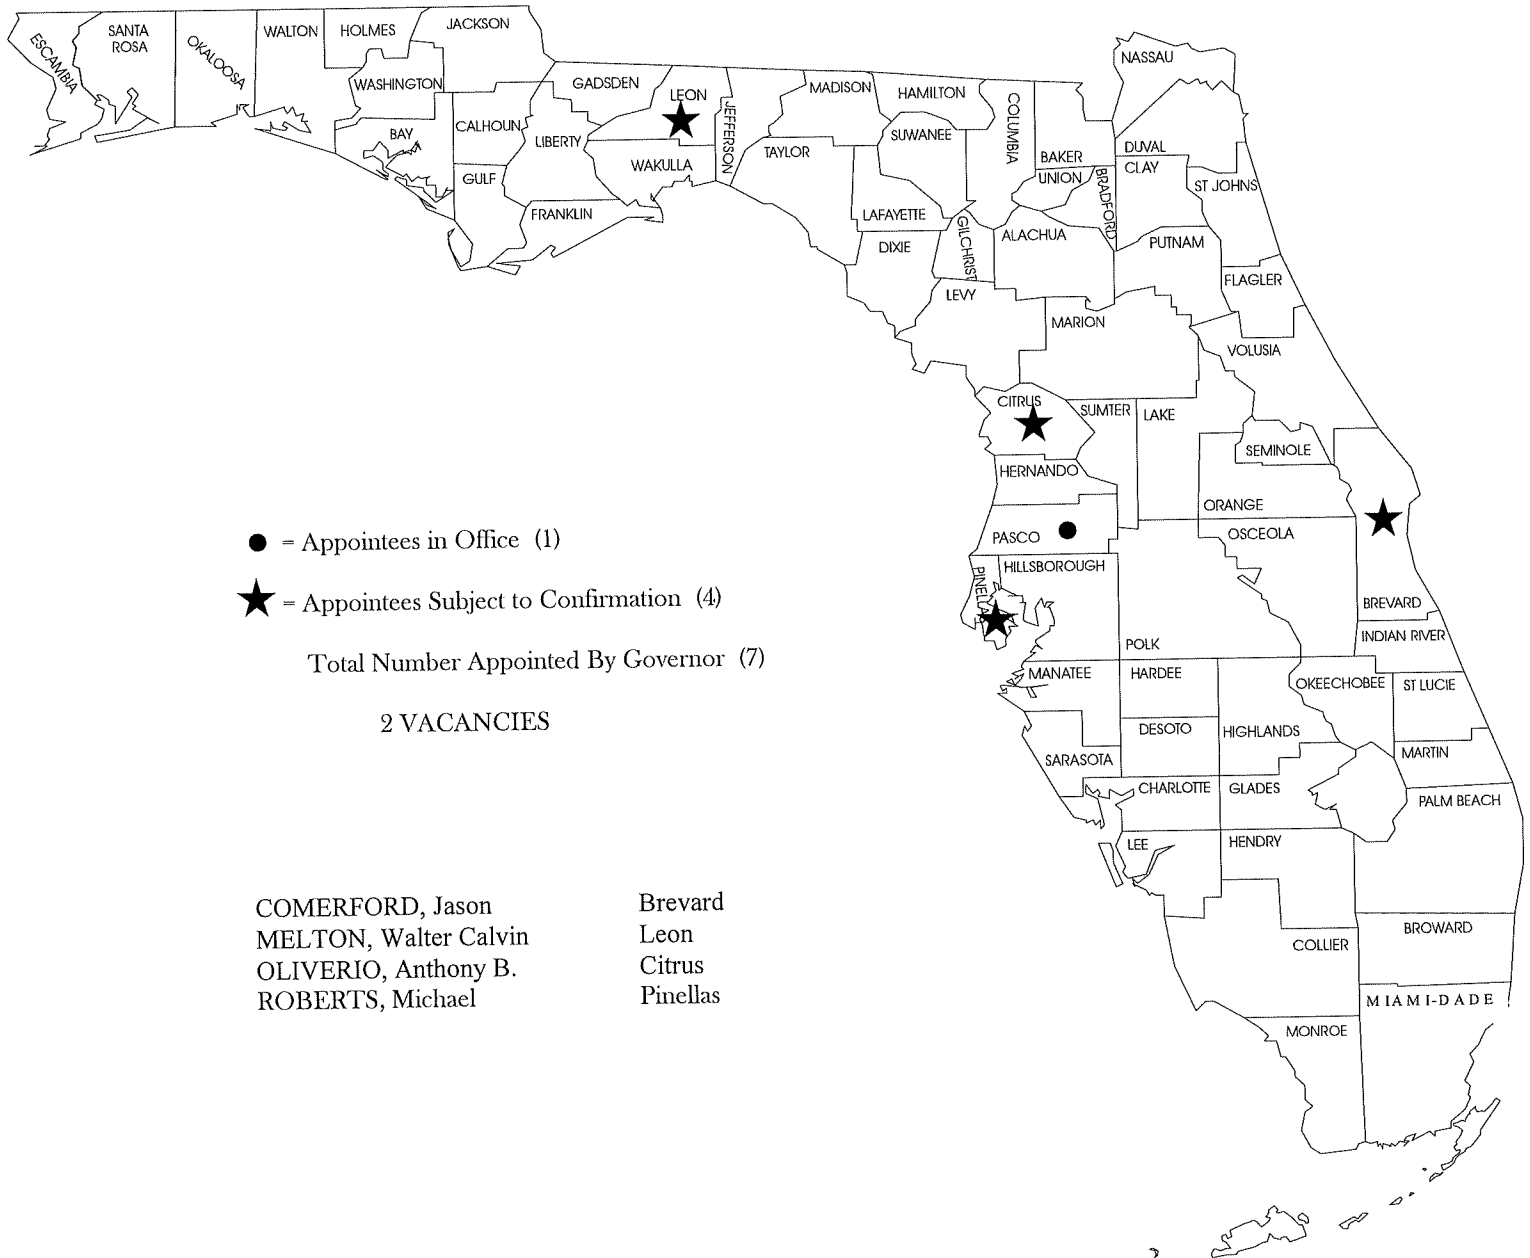 ESCAMBIA
SANTA
ROSA
OKALOOSA
WALTON
HOLMES
JACKSON
WASHINGTON
BAY
CALHOUN
GULF
GADSDEN
LIBERTY
FRANKLIN
LEON
WAKULLA
JEFFERSON
TAYLOR
MADISON
HAMILTON
SUWANEE
LAFAYETTE
DIXIE
GILCHRIST
COLUMBIA
BAKER
UNION
BRADFORD
ALACHUA
LEVY
NASSAU
DUVAL
CLAY
ST JOHNS
PUTNAM
FLAGLER
MARION
VOLUSIA
CITRUS
SUMTER
LAKE
SEMINOLE
HERNANDO
ORANGE
PASCO
OSCEOLA
HILLSBOROUGH
PINELLAS
BREVARD
INDIAN RIVER
POLK
MANATEE
HARDEE
OKEECHOBEE
ST LUCIE
DESOTO
HIGHLANDS
SARASOTA
MARTIN
CHARLOTTE
GLADES
PALM BEACH
LEE
HENDRY
COLLIER
BROWARD
MIAMI-DADE
MONROE
● = Appointees in Office (1)
★ = Appointees Subject to Confirmation (4)
Total Number Appointed By Governor (7)
2 VACANCIES
COMERFORD, Jason Brevard
MELTON, Walter Calvin Leon
OLIVERIO, Anthony B. Citrus
ROBERTS, Michael Pinellas